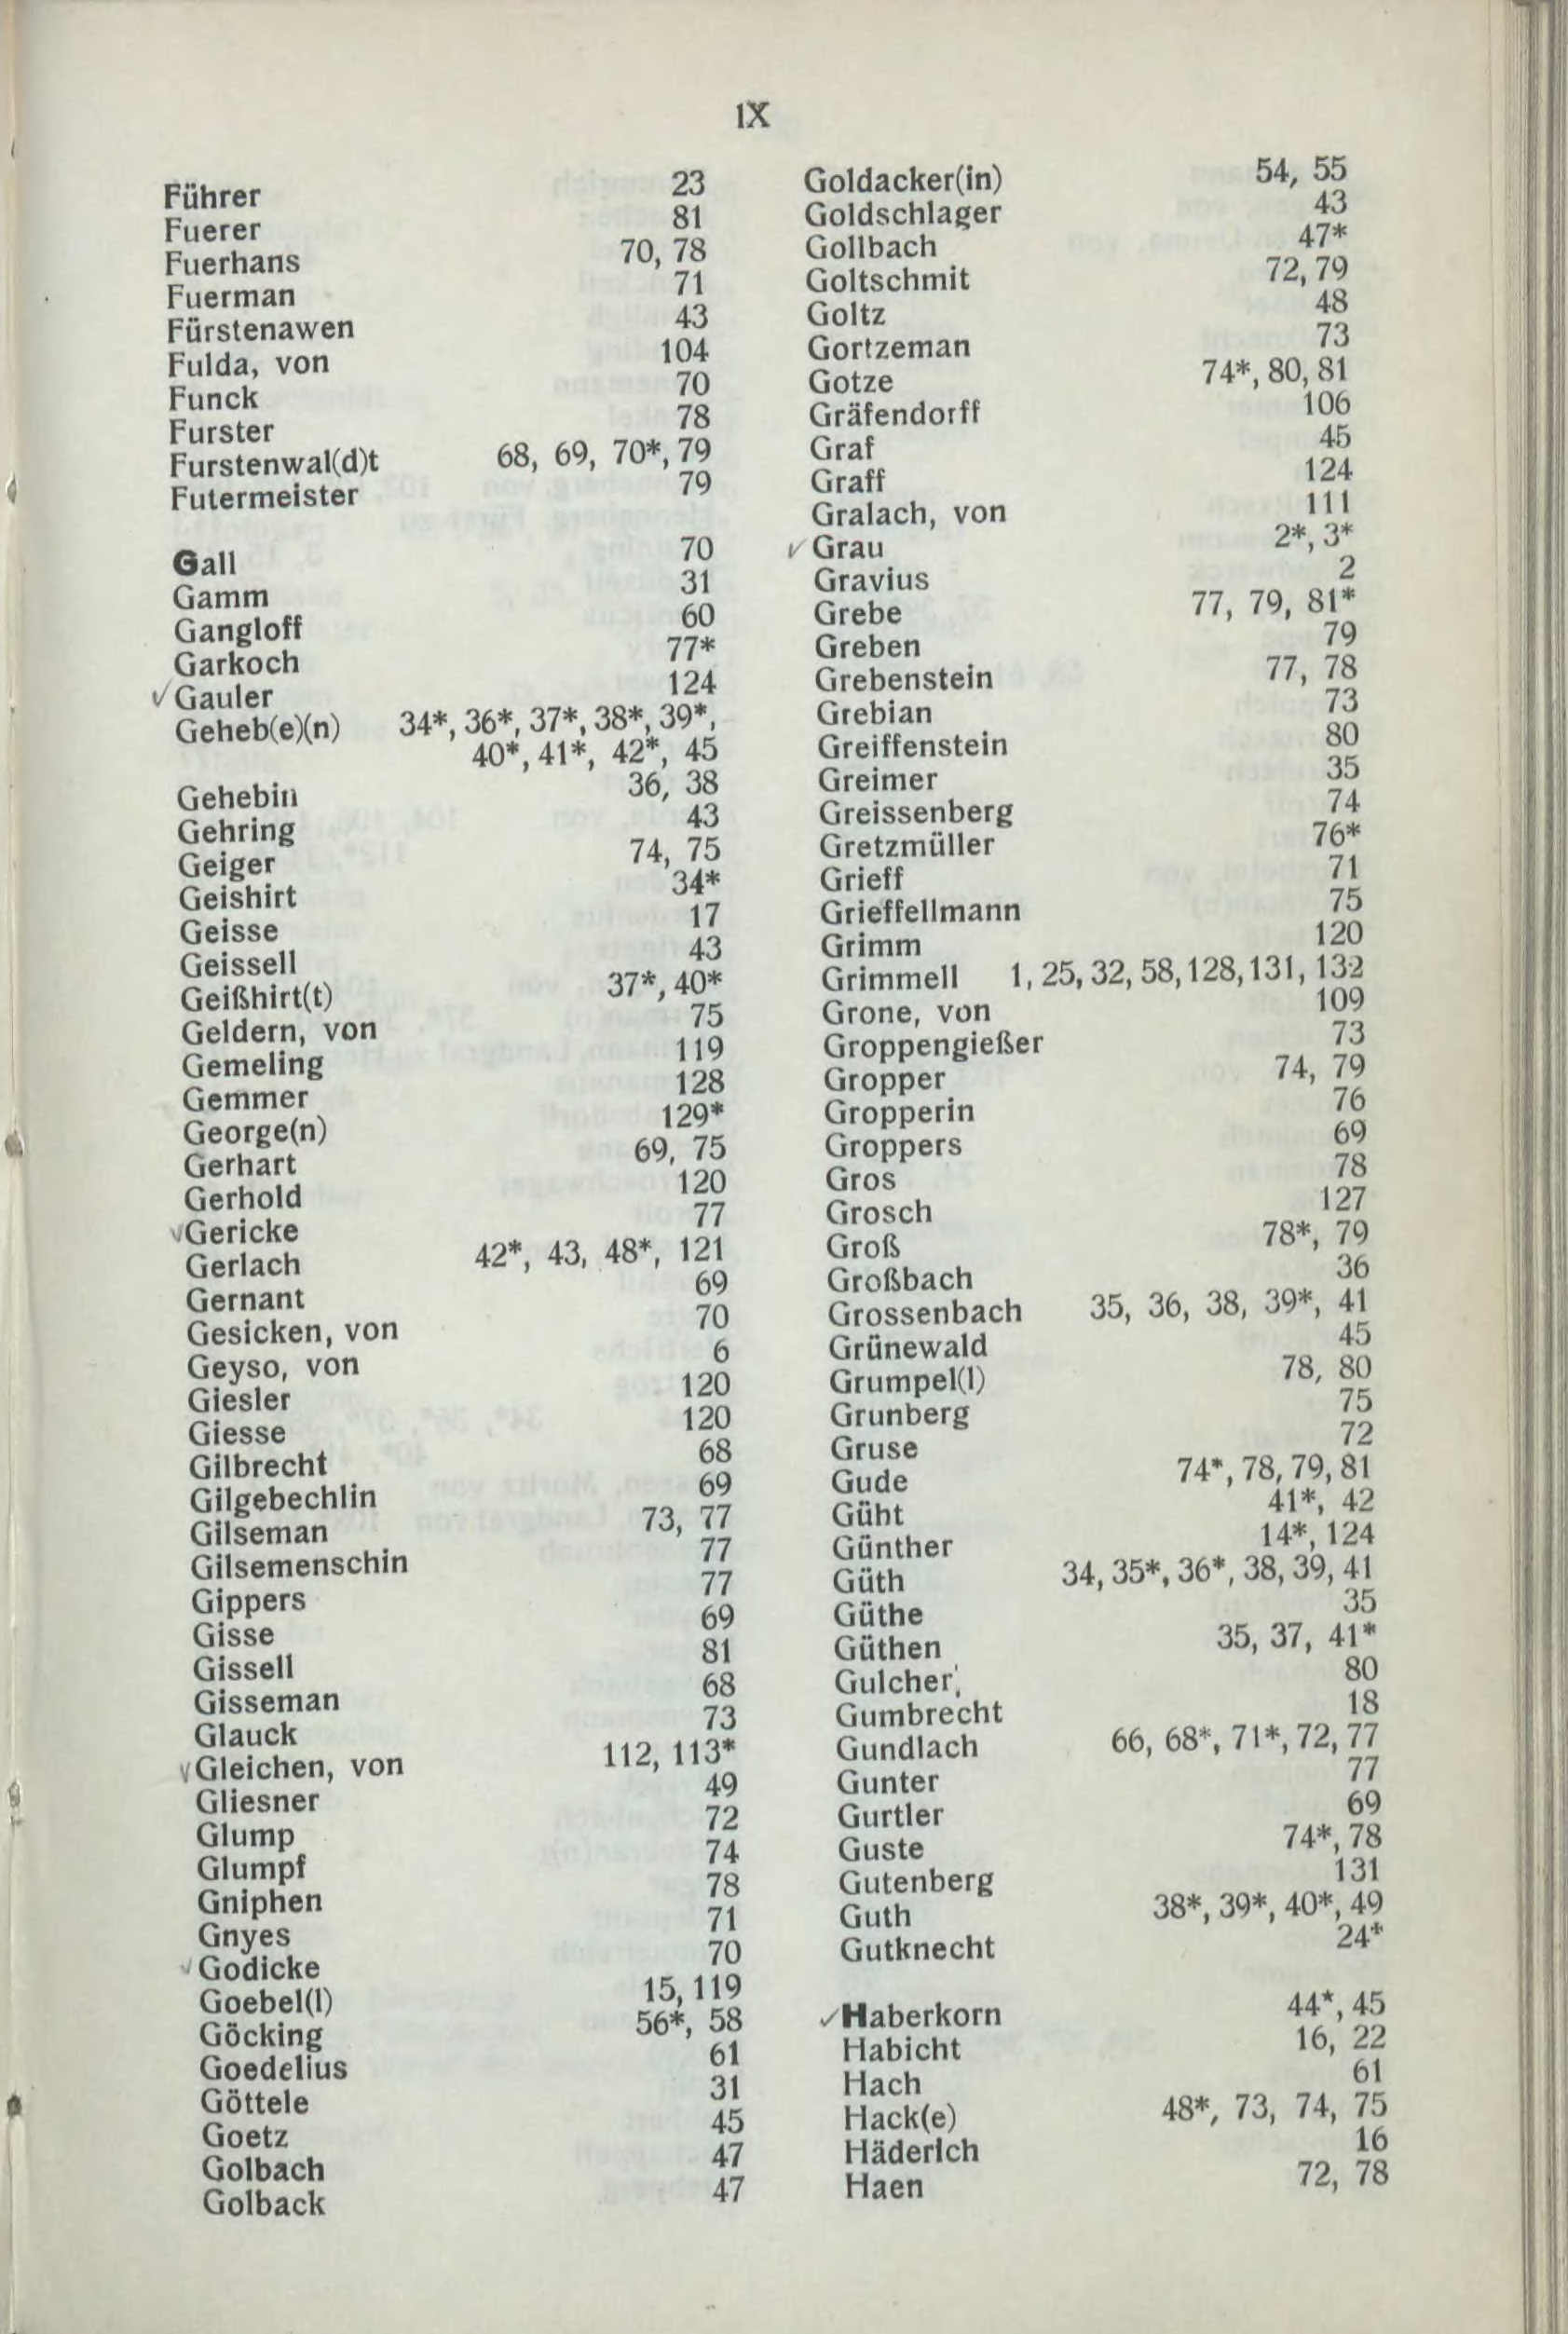 IX
Führer 23
Fuerer 81
Fuerhans 70, 78
Fuerman 71
Fürstenawen 43
Fulda, von 104
Funck 70
Furster 78
Furstenwal(d)t 68, 69, 70*, 79
Futermeister 79
Gall 70
Gamm 31
Gangloff 60
Garkoch 77*
✓Gauler 124
Geheb(e)(n) 34*, 36*, 37*, 38*, 39*,
40*, 41*, 42*, 45
Gehebin 36, 38
Gehring 43
Geiger 74, 75
Geishirt 34*
Geisse 17
Geissell 43
Geißhirt(t) 37*, 40*
Geldern, von 75
Gemeling 119
Gemmer 128
George(n) 129*
Gerhart 69, 75
Gerhold 120
✓Gericke 77
Gerlach 42*, 43, 48*, 121
Gernant 69
Gesicken, von 70
Geyso, von 6
Giesler 120
Giesse 120
Gilbrecht 68
Gilgebechlin 69
Gilseman 73, 77
Gilsemenschin 77
Gippers 77
Gisse 69
Gissell 81
Gisseman 68
Glauck 73
✓Gleichen, von 112, 113*
Gliesner 49
Glump 72
Glumpf 74
Gniphen 78
Gnyes 71
✓Godicke 70
Goebel(l) 15, 119
Göcking 56*, 58
Goedelius 61
Göttele 31
Goetz 45
Golbach 47
Golback 47
Goldacker(in) 54, 55
Goldschlager 43
Gollbach 47*
Goltschmit 72, 79
Goltz 48
Gortzeman 73
Gotze 74*, 80, 81
Gräfendorff 106
Graf 45
Graff 124
Gralach, von 111
✓Grau 2*, 3*
Gravius 2
Grebe 77, 79, 81*
Greben 79
Grebenstein 77, 78
Grebian 73
Greiffenstein 80
Greimer 35
Greissenberg 74
Gretzmüller 76*
Grieff 71
Grieffellmann 75
Grimm 120
Grimmell 1, 25, 32, 58, 128, 131, 132
Grone, von 109
Groppengießer 73
Gropper 74, 79
Gropperin 76
Groppers 69
Gros 78
Grosch 127
Groß 78*, 79
Großbach 36
Grossenbach 35, 36, 38, 39*, 41
Grünewald 45
Grumpel(l) 78, 80
Grunberg 75
Gruse 72
Gude 74*, 78, 79, 81
Güht 41*, 42
Günther 14*, 124
Güth 34, 35*, 36*, 38, 39, 41
Güthe 35
Güthen 35, 37, 41*
Gulcher, 80
Gumbrecht 18
Gundlach 66, 68*, 71*, 72, 77
Gunter 77
Gurtler 69
Guste 74*, 78
Gutenberg 131
Guth 38*, 39*, 40*, 49
Gutknecht 24*
✓Haberkorn 44*, 45
Habicht 16, 22
Hach 61
Hack(e) 48*, 73, 74, 75
Häderich 16
Haen 72, 78